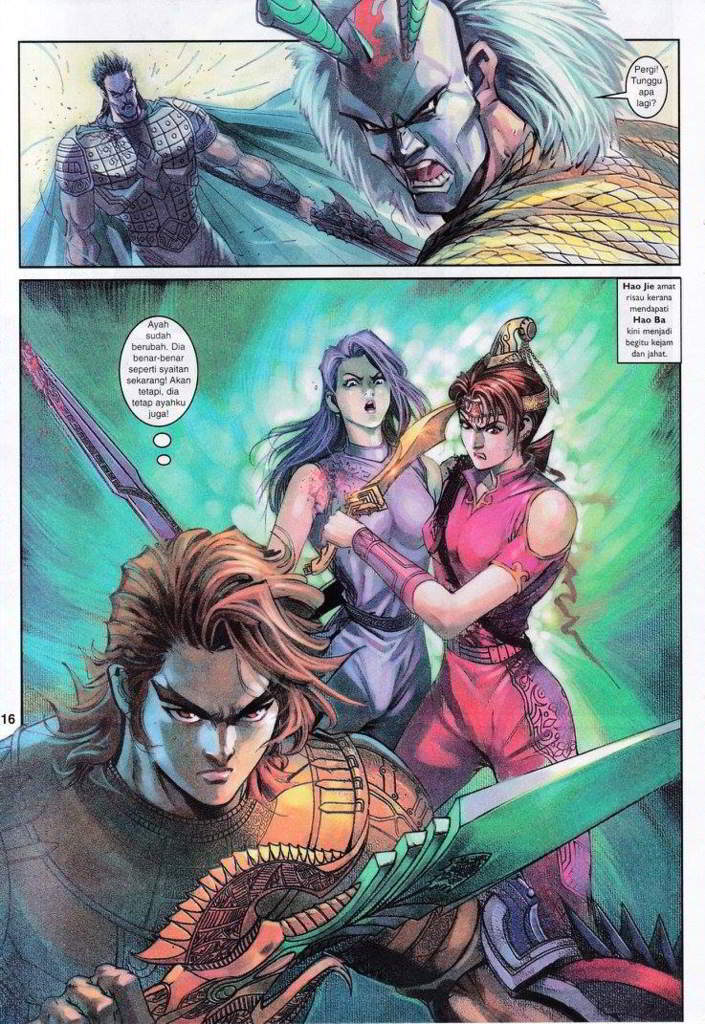 Pergi!
Tunggu
apa
lagi?
Hao Jie amat
risau kerana
mendapati
Hao Ba
kini menjadi
begitu kejam
dan jahat.
Ayah
sudah
berubah. Dia
benar-benar
seperti syaitan
sekarang! Akan
tetapi, dia
tetap ayahku
juga!
16